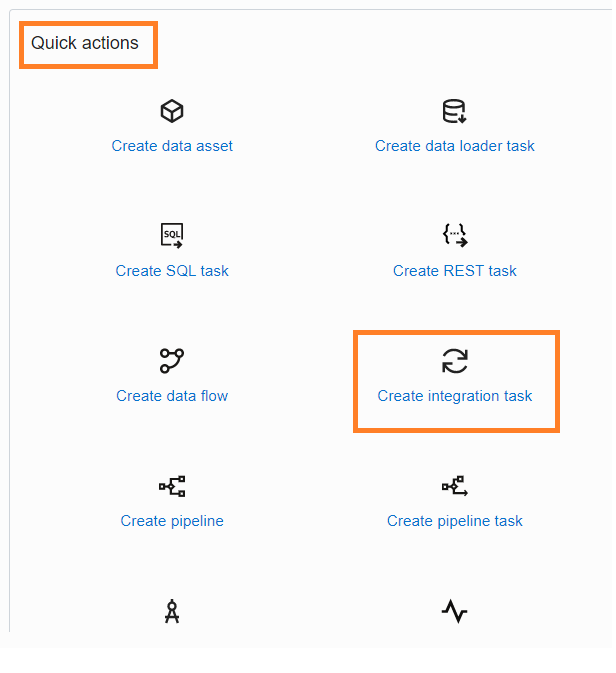 Quick actions
Create data asset
Create data loader task
SQL
Create SQL task
Create REST task
Create data flow
Create integration task
Create pipeline
Create pipeline task